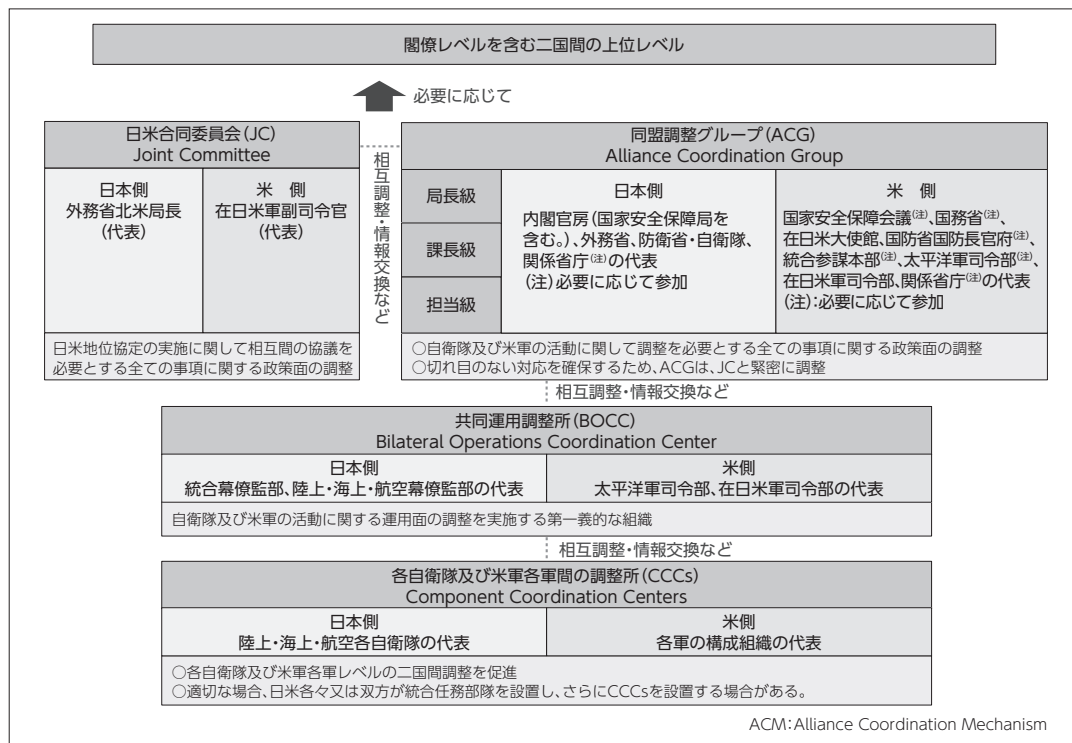 閣僚レベルを含む二国間の上位レベル
必要に応じて
日米合同委員会(JC)
Joint Committee
日本側
外務省北米局長
(代表)
米　側
在日米軍副司令官
(代表)
日米地位協定の実施に関して相互間の協議を
必要とする全ての事項に関する政策面の調整
相互調整・情報交換など
同盟調整グループ(ACG)
Alliance Coordination Group
局長級
課長級
担当級
日本側
内閣官房(国家安全保障局を
含む。)、外務省、防衛省・自衛隊、
関係省庁(注)の代表
(注)必要に応じて参加
米　側
国家安全保障会議(注)、国務省(注)、
在日米大使館、国防省国防長官府(注)、
統合参謀本部(注)、太平洋軍司令部(注)、
在日米軍司令部、関係省庁(注)の代表
(注):必要に応じて参加
○自衛隊及び米軍の活動に関して調整を必要とする全ての事項に関する政策面の調整
○切れ目のない対応を確保するため、ACGは、JCと緊密に調整
相互調整・情報交換など
共同運用調整所(BOCC)
Bilateral Operations Coordination Center
日本側
統合幕僚監部、陸上・海上・航空幕僚監部の代表
米側
太平洋軍司令部、在日米軍司令部の代表
自衛隊及び米軍の活動に関する運用面の調整を実施する第一義的な組織
相互調整・情報交換など
各自衛隊及び米軍各軍間の調整所(CCCs)
Component Coordination Centers
日本側
陸上・海上・航空各自衛隊の代表
米側
各軍の構成組織の代表
○各自衛隊及び米軍各軍レベルの二国間調整を促進
○適切な場合、日米各々又は双方が統合任務部隊を設置し、さらにCCCsを設置する場合がある。
ACM:Alliance Coordination Mechanism